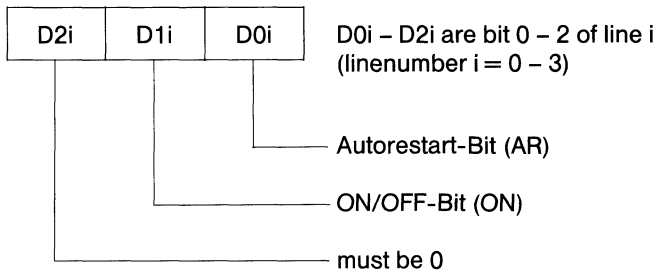 D2i D1i D0i
D0i – D2i are bit 0 – 2 of line i
(linenumber i = 0 – 3)
Autorestart-Bit (AR)
ON/OFF-Bit (ON)
must be 0